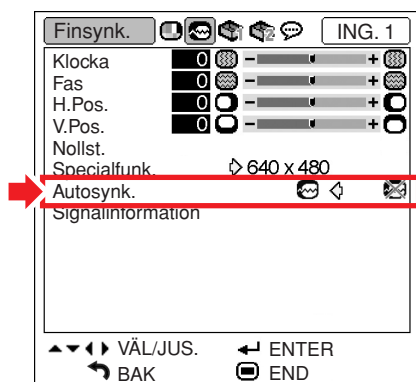 Finsynk. ING. 1
Klocka 0 - +
Fas 0 - +
H.Pos. 0 - +
V.Pos. 0 - +
Nollst.
Specialfunk. 640 x 480
Autosynk.
Signalinformation
VÄL/JUS. ENTER
BAK END